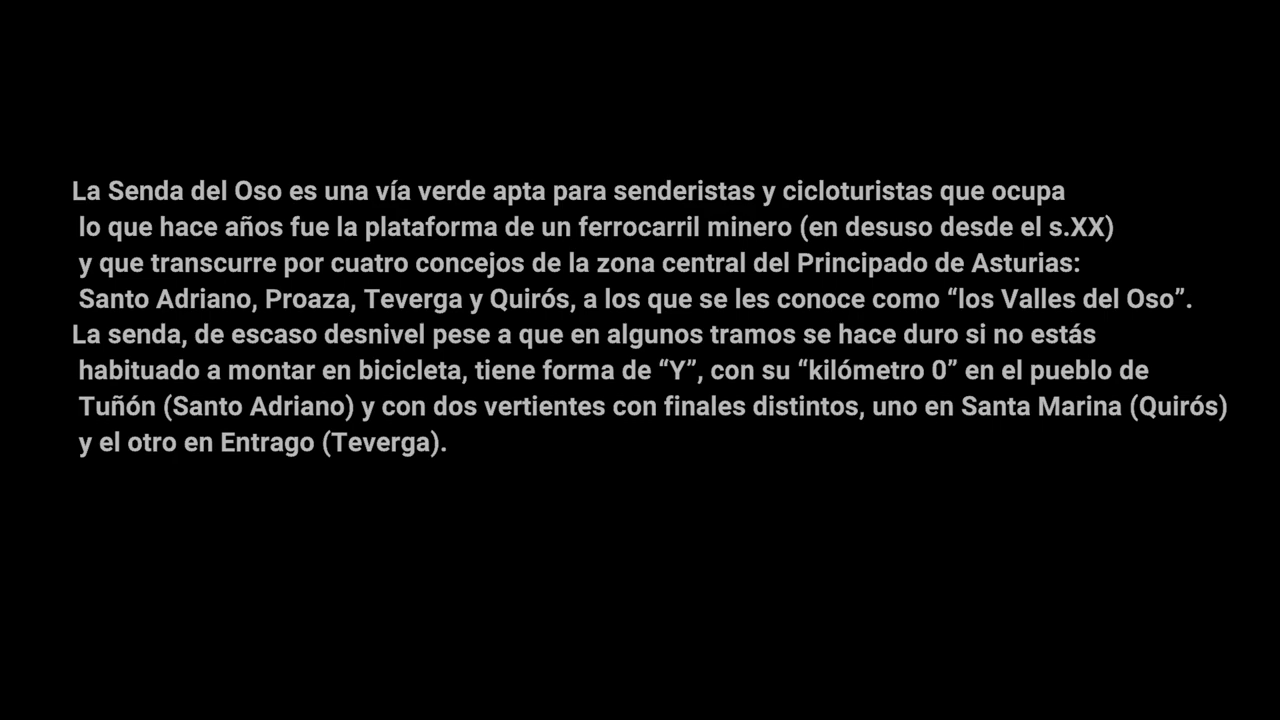 La Senda del Oso es una vía verde apta para senderistas y cicloturistas que ocupa
lo que hace años fue la plataforma de un ferrocarril minero (en desuso desde el s.XX)
y que transcurre por cuatro concejos de la zona central del Principado de Asturias:
Santo Adriano, Proaza, Teverga y Quirós, a los que se les conoce como “los Valles del Oso”.
La senda, de escaso desnivel pese a que en algunos tramos se hace duro si no estás
habituado a montar en bicicleta, tiene forma de “Y”, con su “kilómetro 0” en el pueblo de
Tuñón (Santo Adriano) y con dos vertientes con finales distintos, uno en Santa Marina (Quirós)
y el otro en Entrago (Teverga).